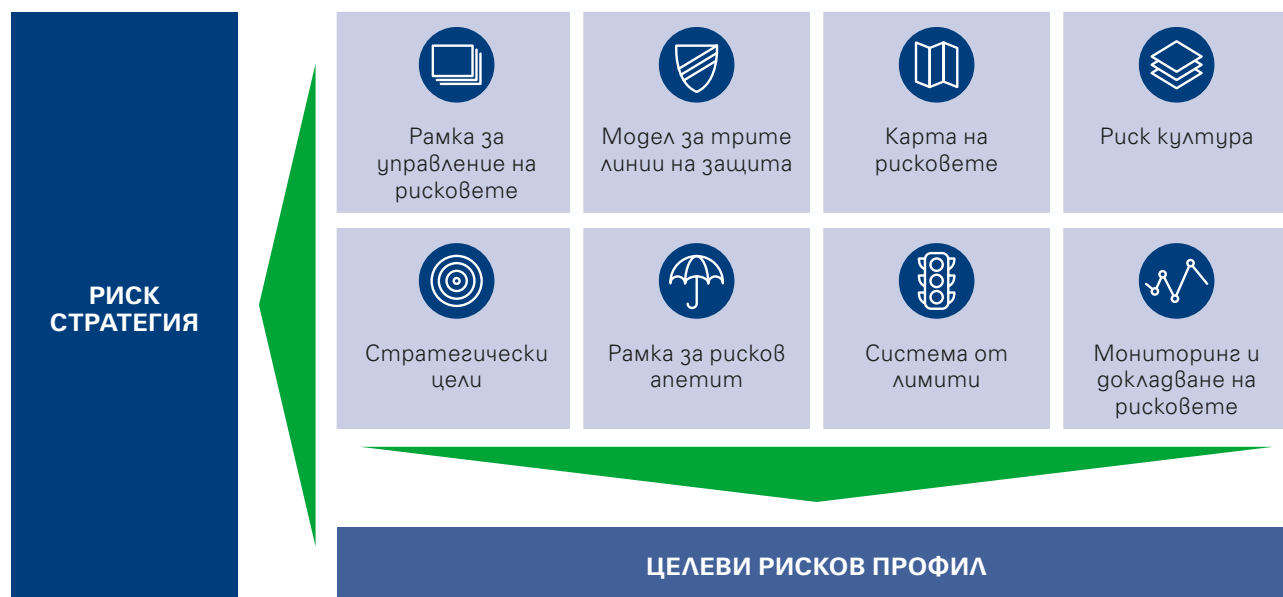 РИСК
СТРАТЕГИЯ
Рамка за
управление на
рисковете
Модел за трите
линии на защита
Карта на
рисковете
Риск култура
Стратегически
цели
Рамка за рисков
апетит
Система от
лимити
Мониторинг и
докладване на
рисковете
ЦЕЛЕВИ РИСКОВ ПРОФИЛ